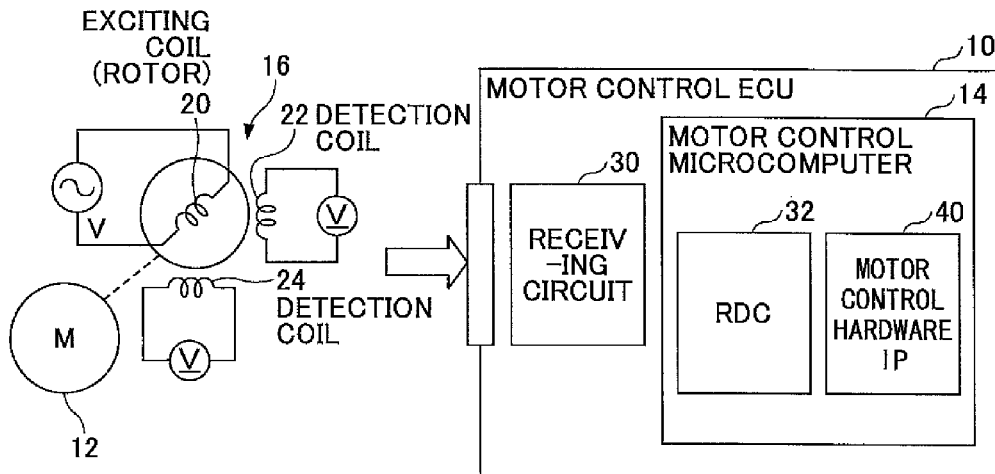 EXCITING
COIL
(ROTOR)
20
16
22 DETECTION
COIL
V
V
24
DETECTION
COIL
V
M
12
10
MOTOR CONTROL ECU
14
MOTOR CONTROL
MICROCOMPUTER
30
RECEIV
-ING
CIRCUIT
32
RDC
40
MOTOR
CONTROL
HARDWARE
IP